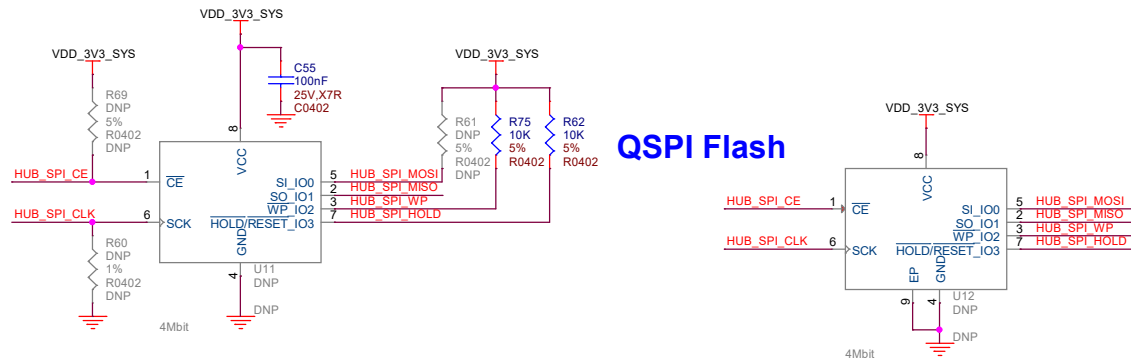 VDD_3V3_SYS
VDD_3V3_SYS
R69
DNP
5%
R0402
DNP
C55
100nF
25V,X7R
C0402
VDD_3V3_SYS
R61
DNP
5%
R0402
DNP
R75
10K
5%
R0402
R62
10K
5%
R0402
HUB_SPI_CE
1
CE
8
VCC
SI_IO0
5
HUB_SPI_MOSI
SO_IO1
2
HUB_SPI_MISO
WP_IO2
3
HUB_SPI_WP
HOLD/RESET_IO3
7
HUB_SPI_HOLD
HUB_SPI_CLK
6
SCK
GND
4
U11
DNP
DNP
R60
DNP
1%
R0402
DNP
4Mbit
QSPI Flash
VDD_3V3_SYS
8
VCC
HUB_SPI_CE
1
CE
SI_IO0
5
HUB_SPI_MOSI
SO_IO1
2
HUB_SPI_MISO
WP_IO2
3
HUB_SPI_WP
HUB_SPI_CLK
6
SCK
HOLD/RESET_IO3
7
HUB_SPI_HOLD
EP
GND
9
4
U12
DNP
DNP
4Mbit